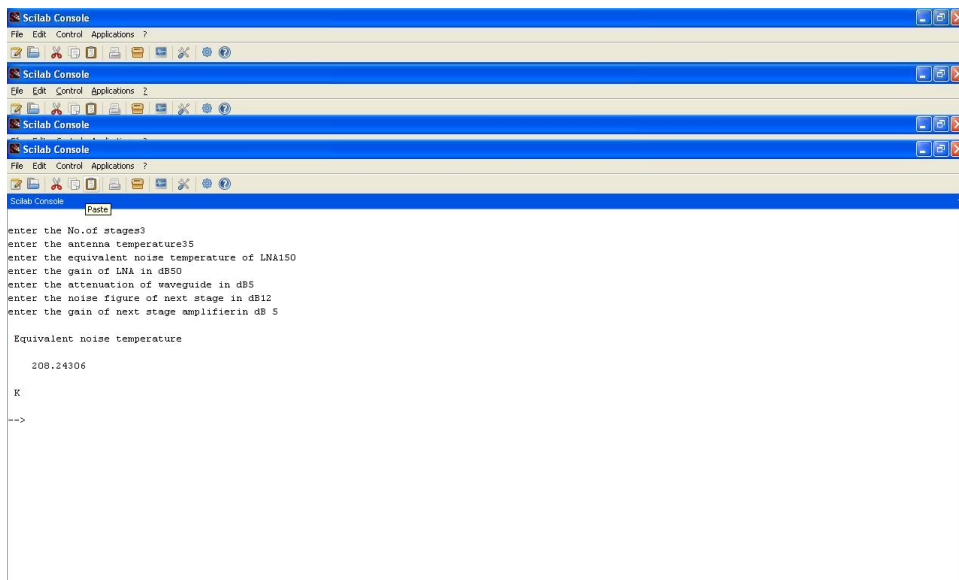 Scilab Console
File Edit Control Applications ?
Scilab Console
File Edit Control Applications ?
Scilab Console
Scilab Console
File Edit Control Applications ?
Scilab Console
Paste
enter the No.of stages3
enter the antenna temperature35
enter the equivalent noise temperature of LNA150
enter the gain of LNA in dB50
enter the attenuation of waveguide in dB5
enter the noise figure of next stage in dB12
enter the gain of next stage amplifierin dB 5
Equivalent noise temperature
208.24306
K
-->